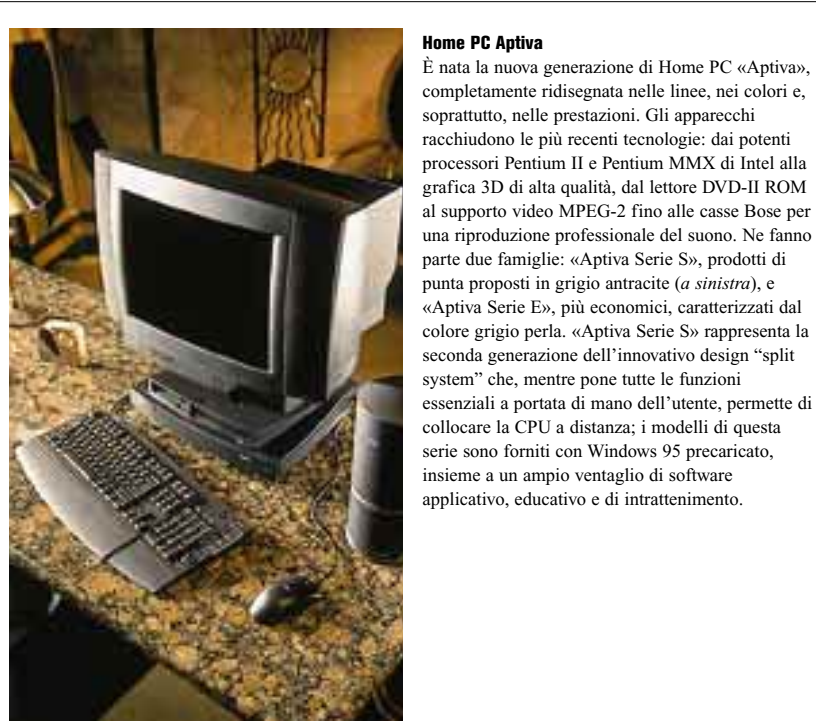 Home PC Aptiva
È nata la nuova generazione di Home PC «Aptiva»,
completamente ridisegnata nelle linee, nei colori e,
soprattutto, nelle prestazioni. Gli apparecchi
racchiudono le più recenti tecnologie: dai potenti
processori Pentium II e Pentium MMX di Intel alla
grafica 3D di alta qualità, dal lettore DVD-II ROM
al supporto video MPEG-2 fino alle casse Bose per
una riproduzione professionale del suono. Ne fanno
parte due famiglie: «Aptiva Serie S», prodotti di
punta proposti in grigio antracite (a sinistra), e
«Aptiva Serie E», più economici, caratterizzati dal
colore grigio perla. «Aptiva Serie S» rappresenta la
seconda generazione dell’innovativo design “split
system” che, mentre pone tutte le funzioni
essenziali a portata di mano dell’utente, permette di
collocare la CPU a distanza; i modelli di questa
serie sono forniti con Windows 95 precaricato,
insieme a un ampio ventaglio di software
applicativo, educativo e di intrattenimento.